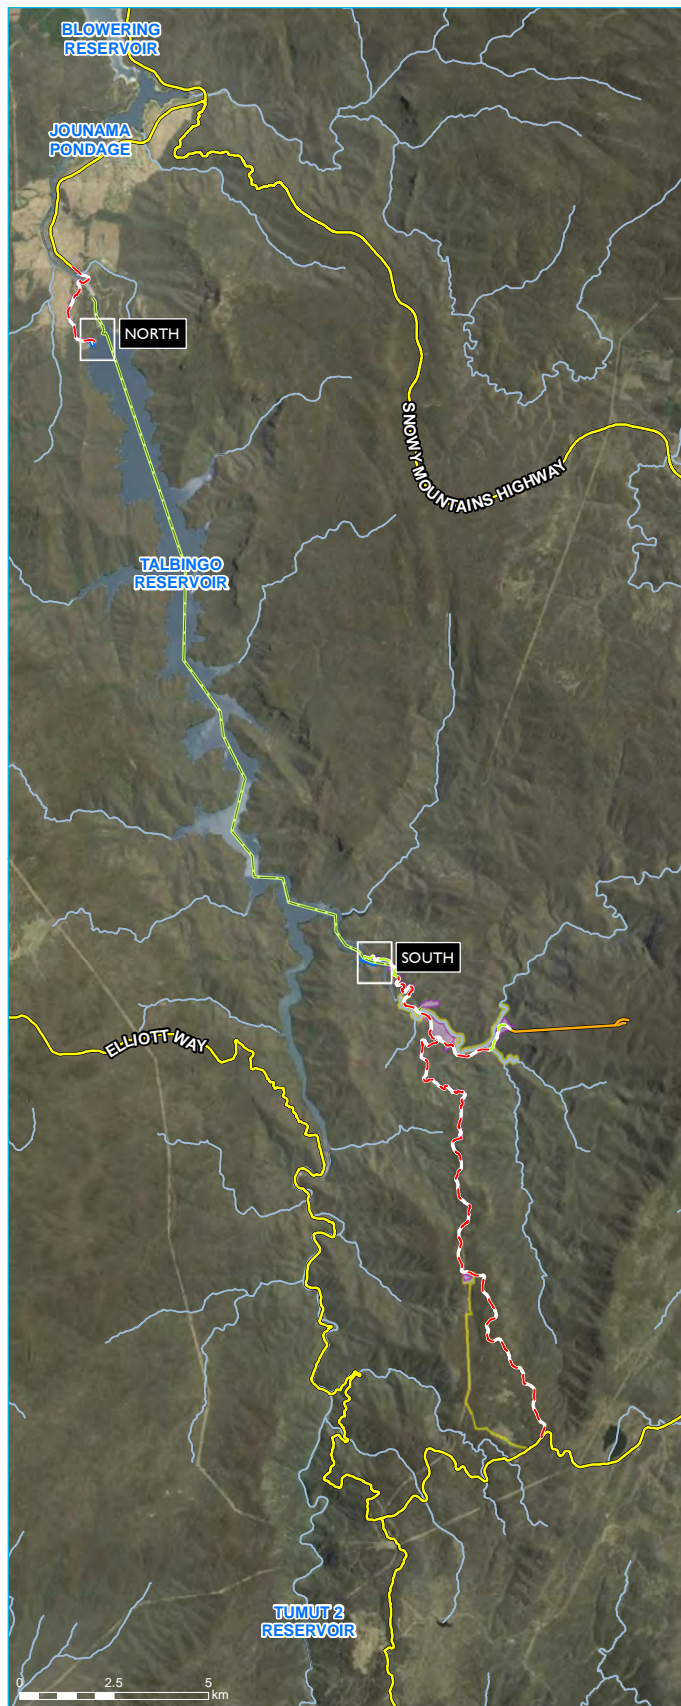 BLOWERING
RESERVOIR
JOUNAMA
PONDAGE
NORTH
SNOWY MOUNTAINS HIGHWAY
TALBINGO
RESERVOIR
SOUTH
ELLIOTT WAY
TUMUT 2
RESERVOIR
0 2.5 5
km